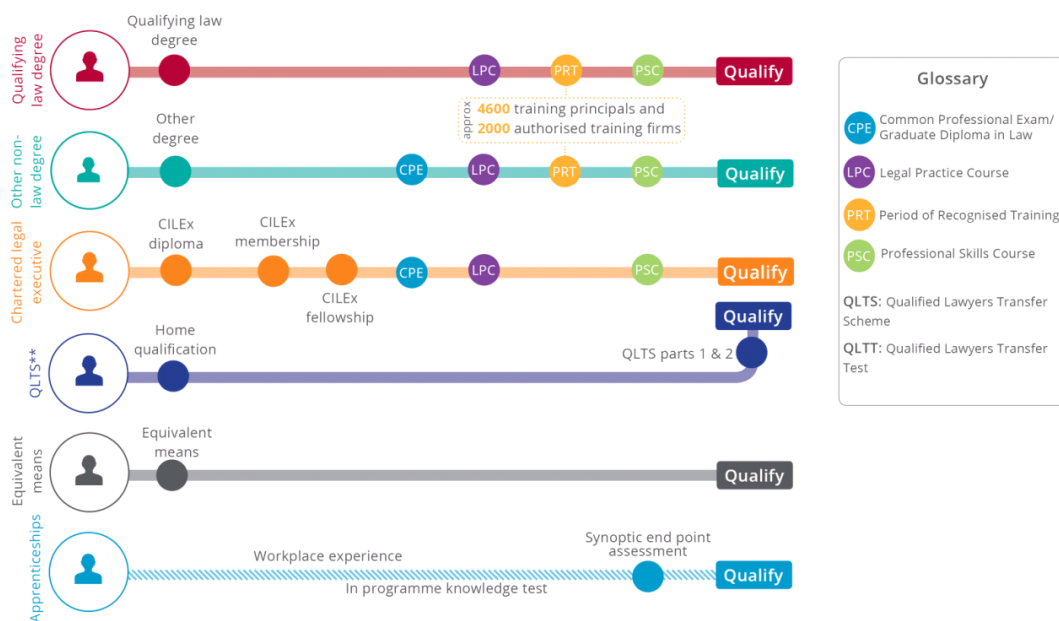 Qualifying
law degree
Qualifying law
degree
LPC
PRT
PSC
Qualify
approx
4600 training principals and
2000 authorised training firms
Other non-
law degree
Other
degree
CPE
LPC
PRT
PSC
Qualify
Chartered legal
executive
CILEx
diploma
CILEx
membership
CILEx
fellowship
CPE
LPC
PSC
Qualify
QLTS**
Home
qualification
QLTS parts 1 & 2
Qualify
Equivalent
means
Equivalent
means
Qualify
Apprenticeships
Workplace experience
In programme knowledge test
Synoptic end point
assessment
Qualify
Glossary
CPE
Common Professional Exam/
Graduate Diploma in Law
LPC
Legal Practice Course
PRT
Period of Recognised Training
PSC
Professional Skills Course
QLTS: Qualified Lawyers Transfer
Scheme
QLTT: Qualified Lawyers Transfer
Test